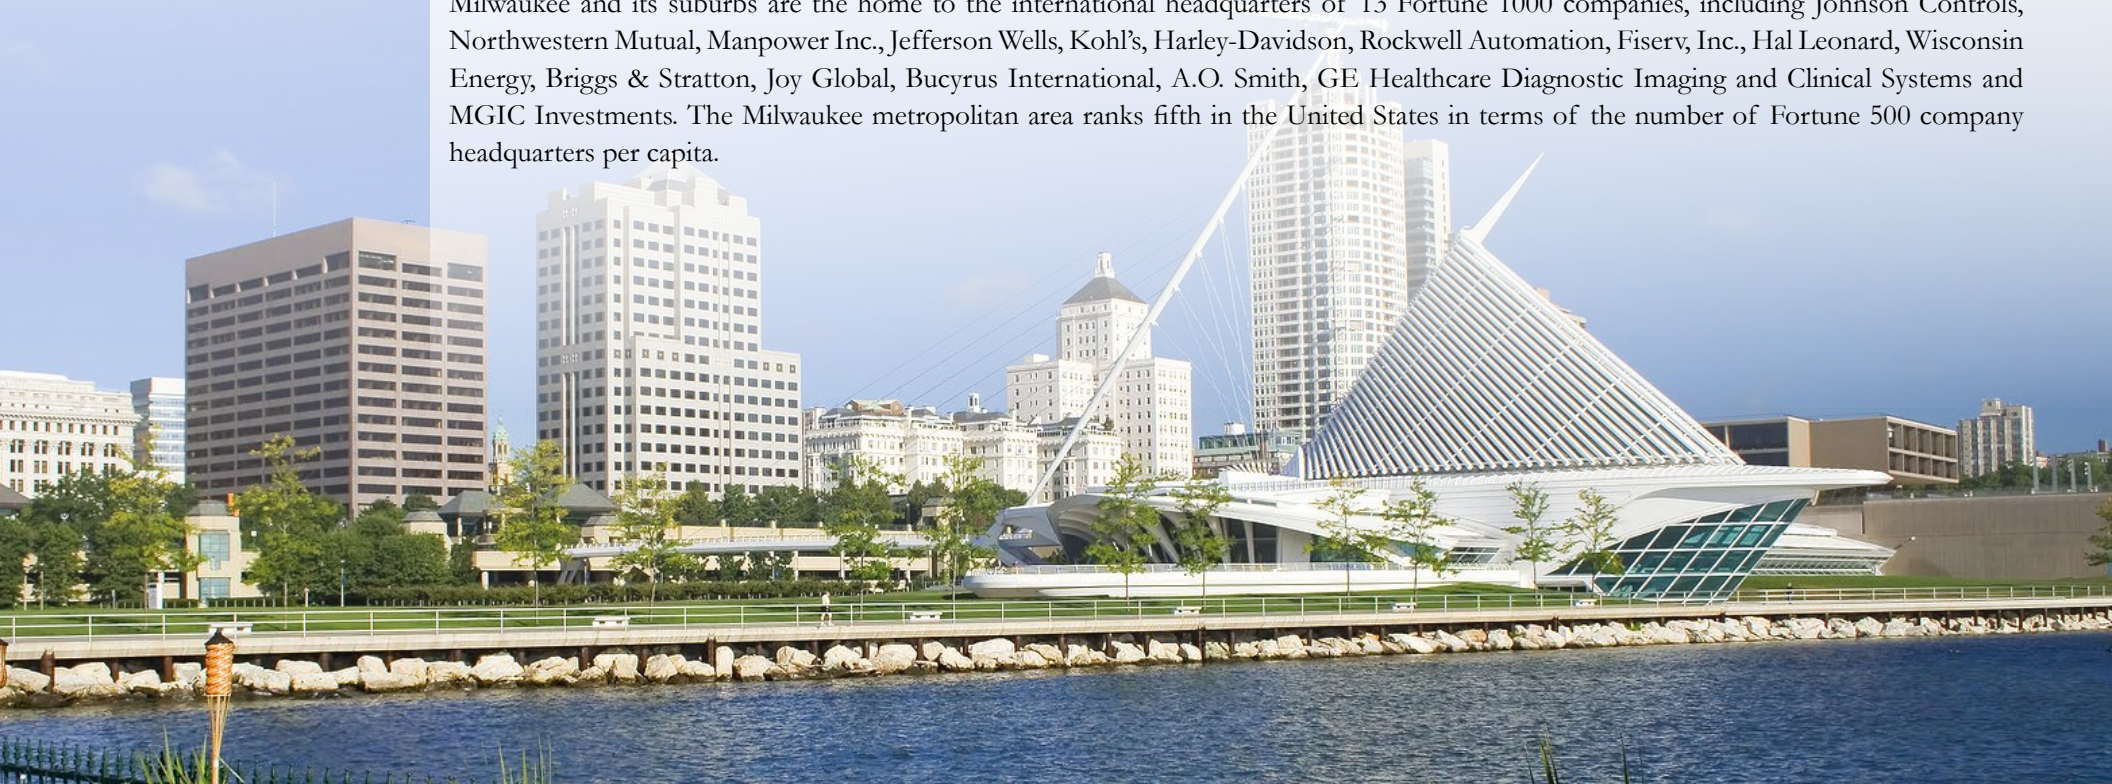 Milwaukee and its suburbs are the home to the international headquarters of 13 Fortune 1000 companies, including Johnson Controls,
Northwestern Mutual, Manpower Inc., Jefferson Wells, Kohl’s, Harley-Davidson, Rockwell Automation, Fiserv, Inc., Hal Leonard, Wisconsin
Energy, Briggs & Stratton, Joy Global, Bucyrus International, A.O. Smith, GE Healthcare Diagnostic Imaging and Clinical Systems and
MGIC Investments. The Milwaukee metropolitan area ranks fifth in the United States in terms of the number of Fortune 500 company
headquarters per capita.